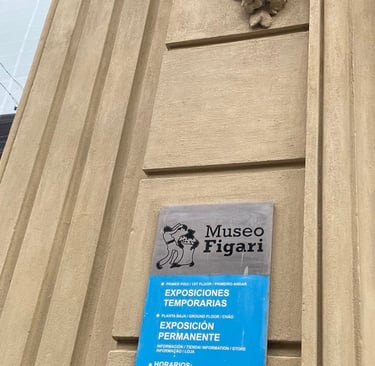 Museo
Figari
PRIMER PISO / 1ST FLOOR / PRIMEIRO ANDAR
EXPOSICIONES
TEMPORARIAS
PLANTA BAJA / GROUND FLOOR / CHÃO
EXPOSICIÓN
PERMANENTE
INFORMACIÓN / TIENDA/ INFORMATION / STORE
INFORMAÇÃO / LOJA
HORARIOS: